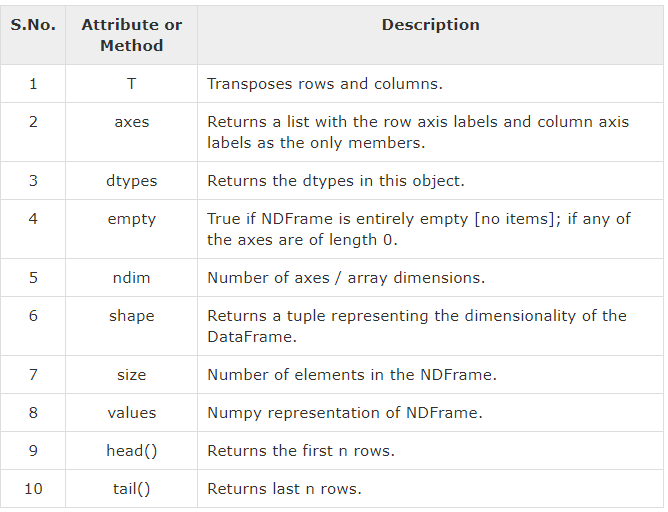 S.No. Attribute or Description
Method
1 T Transposes rows and columns.
2 axes Returns a list with the row axis labels and column axis
labels as the only members.
3 dtypes Returns the dtypes in this object.
4 empty True if NDFrame is entirely empty [no items]; if any of
the axes are of length 0.
5 ndim Number of axes / array dimensions.
6 shape Returns a tuple representing the dimensionality of the
DataFrame.
7 size Number of elements in the NDFrame.
8 values Numpy representation of NDFrame.
9 head() Returns the first n rows.
10 tail() Returns last n rows.